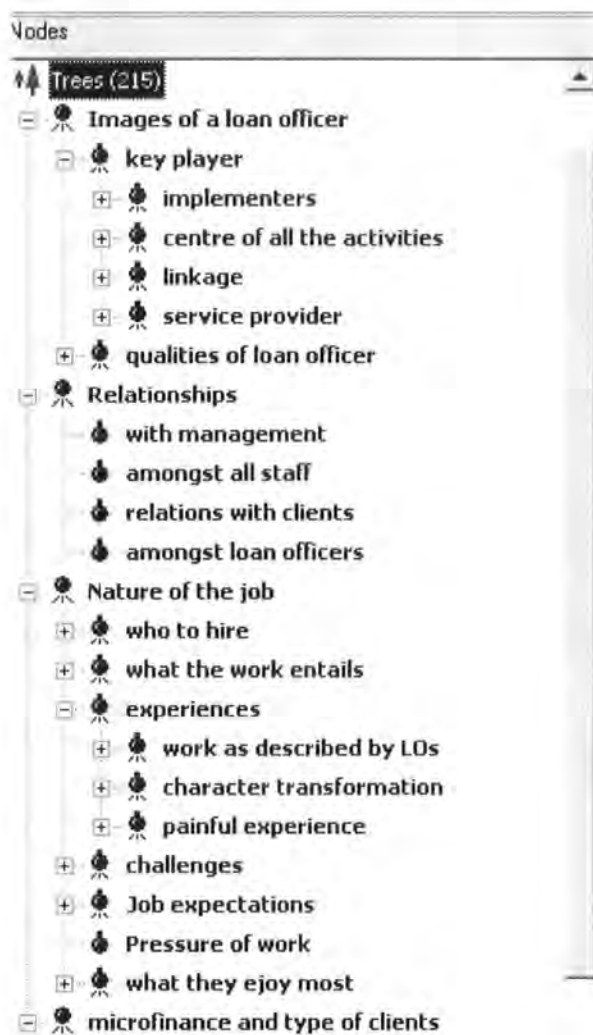 Nodes
Trees (215)
Images of a loan officer
key player
implementers
centre of all the activities
linkage
service provider
qualities of loan officer
Relationships
with management
amongst all staff
relations with clients
amongst loan officers
Nature of the job
who to hire
what the work entails
experiences
work as described by LOs
character transformation
painful experience
challenges
Job expectations
Pressure of work
what they ejoy most
microfinance and type of clients